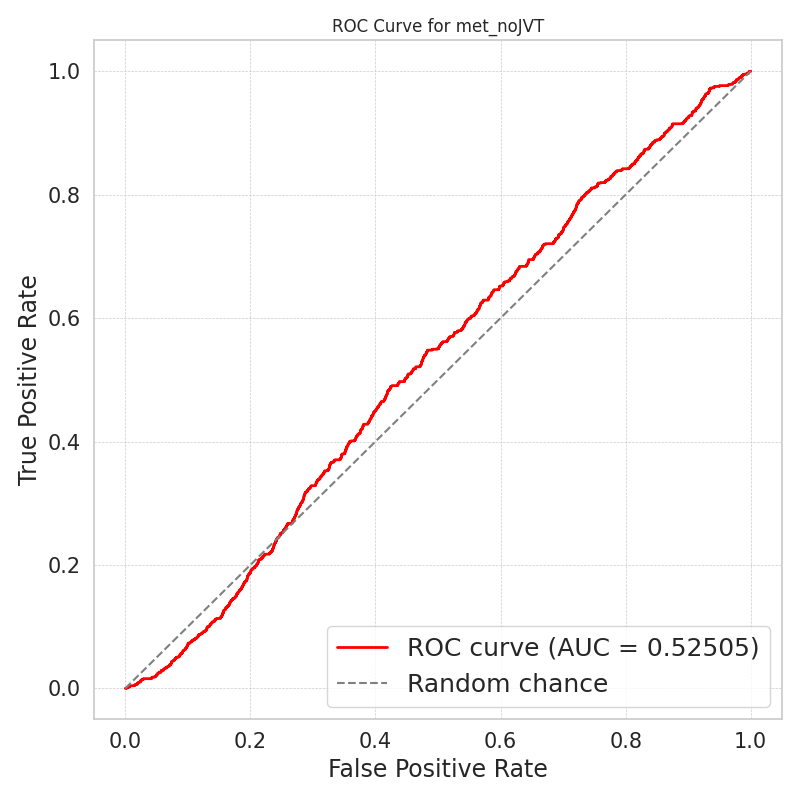 ROC Curve for met_noJVT
1.0
0.8
0.6
0.4
0.2
0.0
True Positive Rate
ROC curve (AUC = 0.52505)
Random chance
0.0 0.2 0.4 0.6 0.8 1.0
False Positive Rate